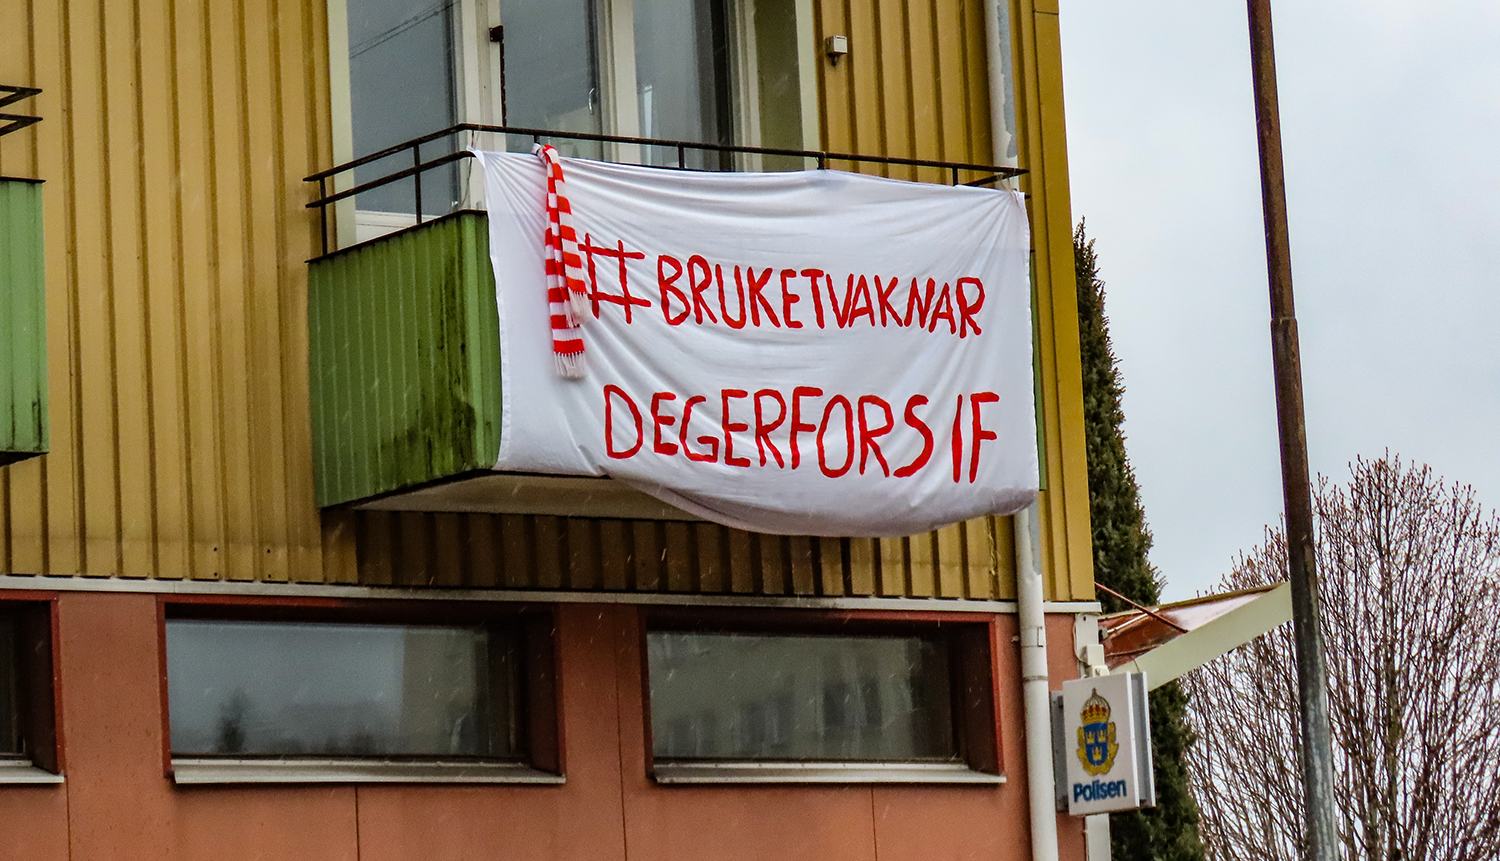 #BRUKETVAKNAR
DEGERFORS IF
Polisen